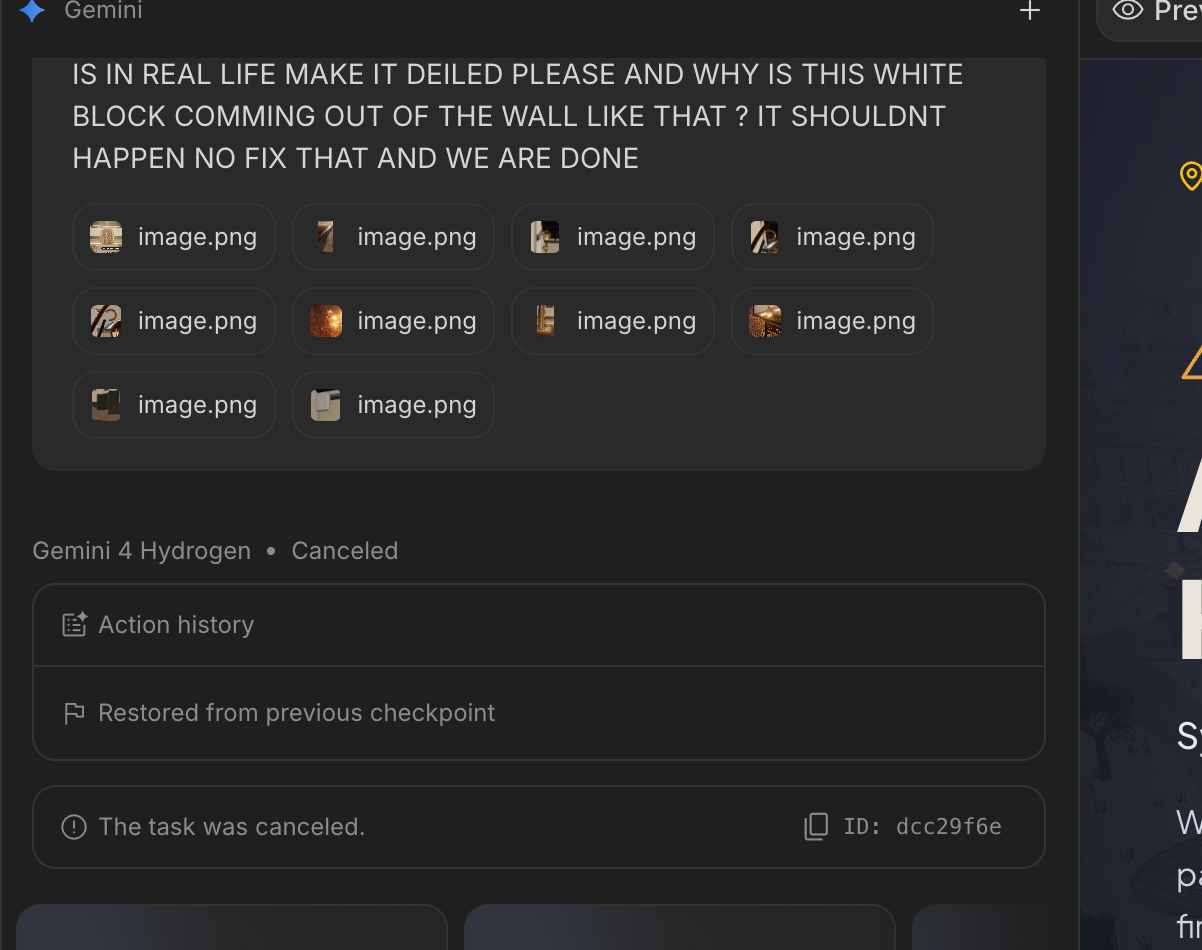 Gemini
Prev
IS IN REAL LIFE MAKE IT DEILED PLEASE AND WHY IS THIS WHITE
BLOCK COMMING OUT OF THE WALL LIKE THAT ? IT SHOULDNT
HAPPEN NO FIX THAT AND WE ARE DONE
image.png image.png image.png image.png
image.png image.png image.png image.png
image.png image.png
Gemini 4 Hydrogen • Canceled
Action history
Restored from previous checkpoint
The task was canceled.
ID: dcc29f6e